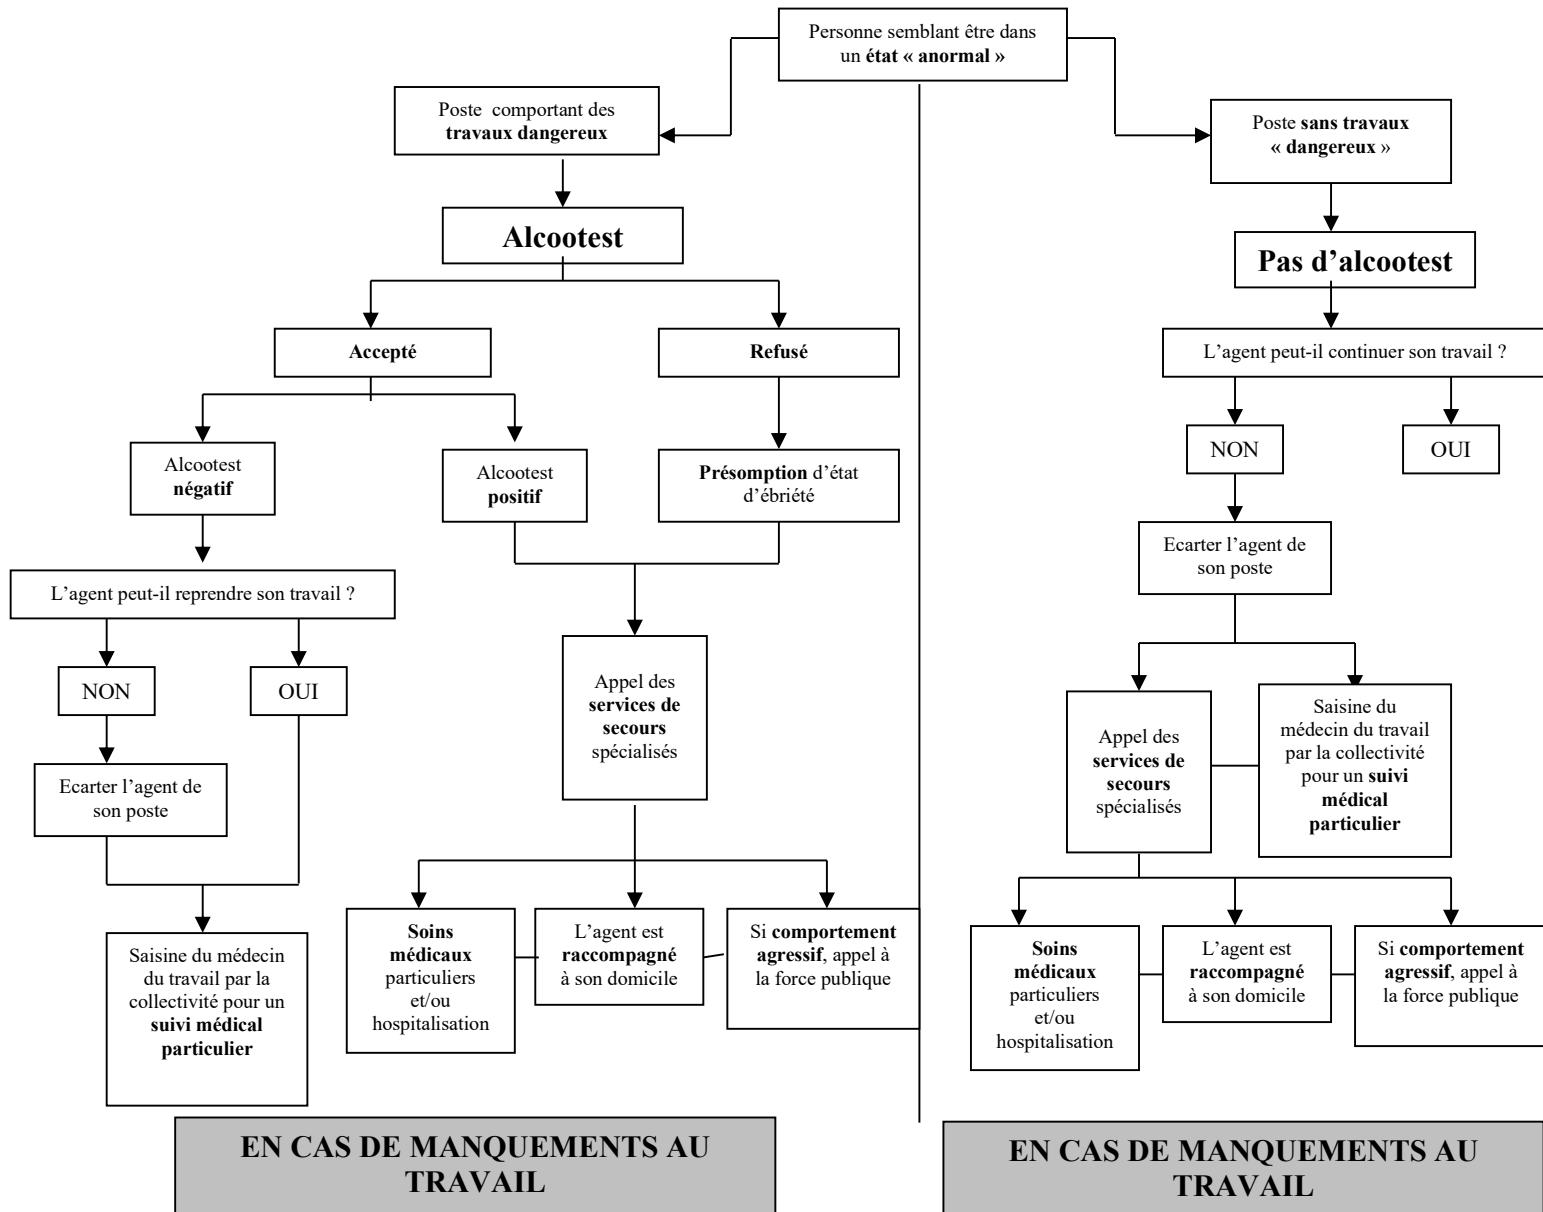 Personne semblant être dans
un état « anormal »
Poste comportant des
travaux dangereux
Alcootest
Accepté
Refusé
Alcootest
négatif
Alcootest
positif
Présomption d’état
d’ébriété
L’agent peut-il reprendre son travail ?
NON
OUI
Ecarter l’agent de
son poste
Appel des
services de
secours
spécialisés
Saisine du médecin
du travail par la
collectivité pour un
suivi médical
particulier
Soins
médicaux
particuliers
et/ou
hospitalisation
L’agent est
raccompagné
à son domicile
Si comportement
agressif, appel à
la force publique
EN CAS DE MANQUEMENTS AU
TRAVAIL
Poste sans travaux
« dangereux »
Pas d’alcootest
L’agent peut-il continuer son travail ?
NON
OUI
Ecarter l’agent de
son poste
Appel des
services de
secours
spécialisés
Saisine du
médecin du travail
par la collectivité
pour un suivi
médical
particulier
Soins
médicaux
particuliers
et/ou
hospitalisation
L’agent est
raccompagné
à son domicile
Si comportement
agressif, appel à
la force publique
EN CAS DE MANQUEMENTS AU
TRAVAIL